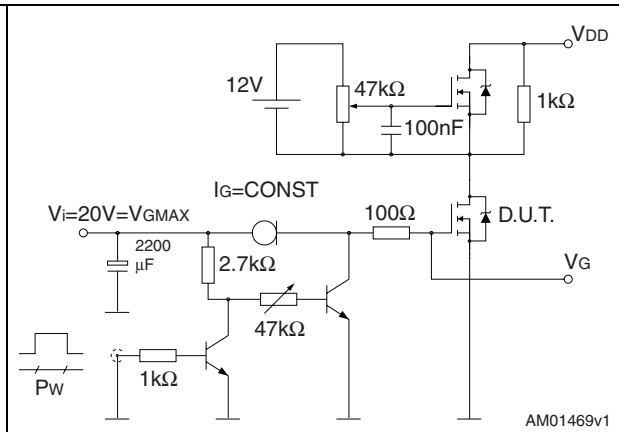 VDD
12V
47kΩ
1kΩ
100nF
IG=CONST
Vi=20V=VGMAX
100Ω
D.U.T.
2200
μF
2.7kΩ
VG
47kΩ
1kΩ
PW
AM01469v1